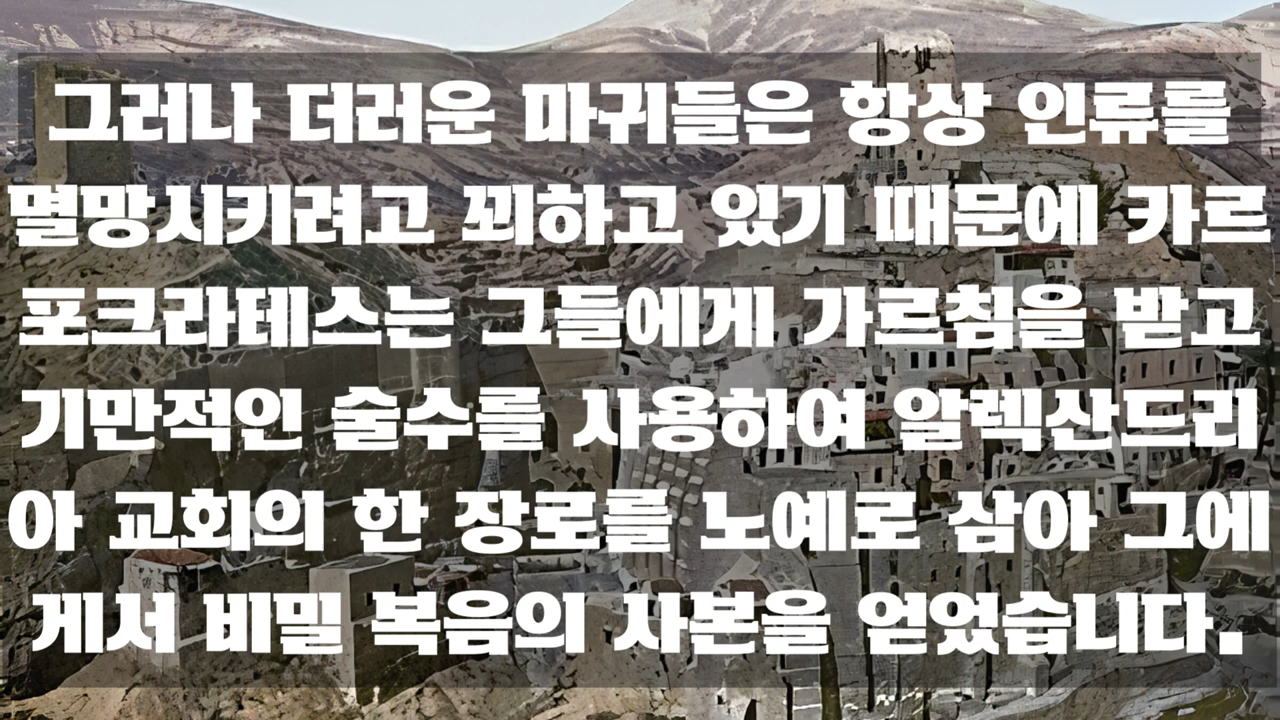 그러나 더러운 마귀들은 항상 인류를
멸망시키려고 꾀하고 있기 때문에 카르
포크라테스는 그들에게 가르침을 받고
기만적인 술수를 사용하여 알렉산드리
아 교회의 한 장로를 노예로 삼아 그에
게서 비밀 복음의 사본을 얻었습니다.